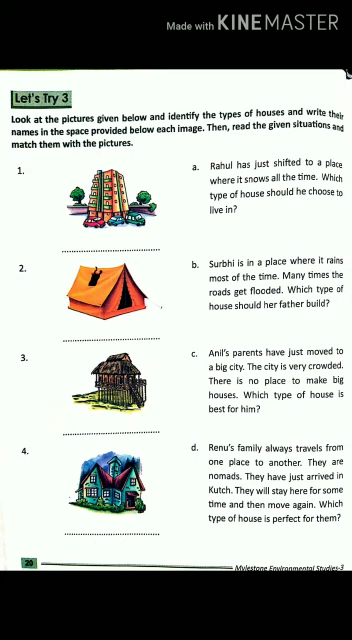 Made with KINEMASTER
Let's Try 3
Look at the pictures given below and identify the types of houses and write their
names in the space provided below each image. Then, read the given situations and
match them with the pictures.
1.
a. Rahul has just shifted to a place
where it snows all the time. Which
type of house should he choose to
live in?
2.
b. Surbhi is in a place where it rains
most of the time. Many times the
roads get flooded. Which type of
house should her father build?
3.
c. Anil's parents have just moved to
a big city. The city is very crowded.
There is no place to make big
houses. Which type of house is
best for him?
4.
d. Renu's family always travels from
one place to another. They are
nomads. They have just arrived in
Kutch. They will stay here for some
time and then move again. Which
type of house is perfect for them?
20
Mylestone Environmental Studies-3